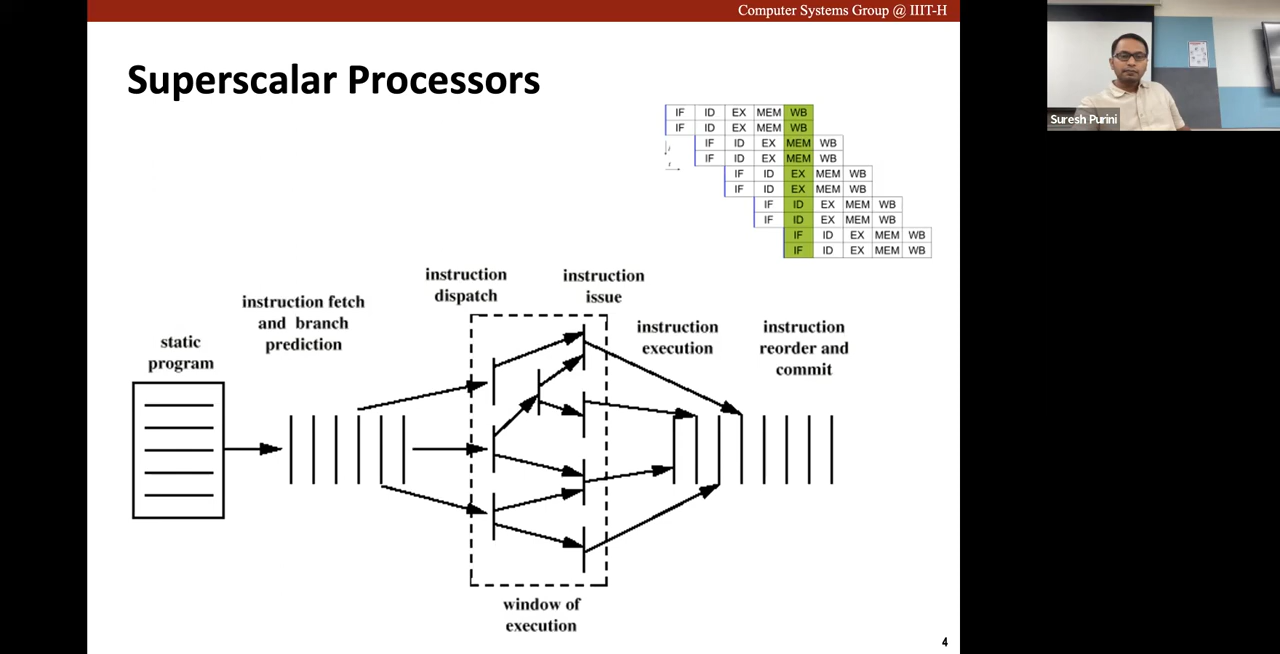 Computer Systems Group @ IIIT-H
Superscalar Processors
Suresh Purini
IF ID EX MEM WB
IF ID EX MEM WB
IF ID EX MEM WB
IF ID EX MEM WB
IF ID EX MEM WB
IF ID EX MEM WB
IF ID EX MEM WB
IF ID EX MEM WB
IF ID EX MEM WB
IF ID EX MEM WB
static
program
instruction fetch
and branch
prediction
instruction
dispatch
instruction
issue
instruction
execution
instruction
reorder and
commit
window of
execution
4